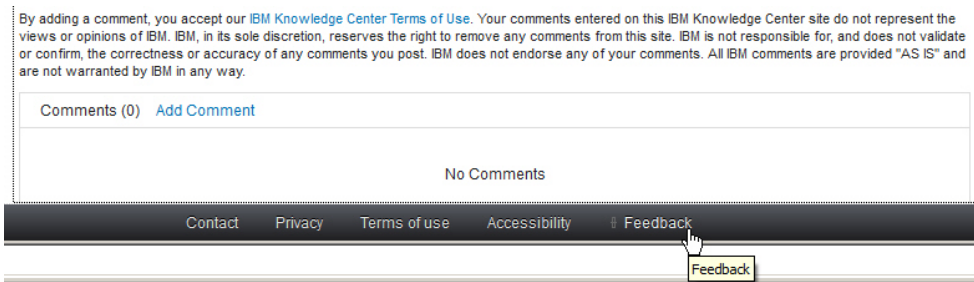 By adding a comment, you accept our IBM Knowledge Center Terms of Use. Your comments entered on this IBM Knowledge Center site do not represent the
views or opinions of IBM. IBM, in its sole discretion, reserves the right to remove any comments from this site. IBM is not responsible for, and does not validate
or confirm, the correctness or accuracy of any comments you post. IBM does not endorse any of your comments. All IBM comments are provided "AS IS" and
are not warranted by IBM in any way.
Comments (0) Add Comment
No Comments
Contact Privacy Terms of use Accessibility Feedback
Feedback